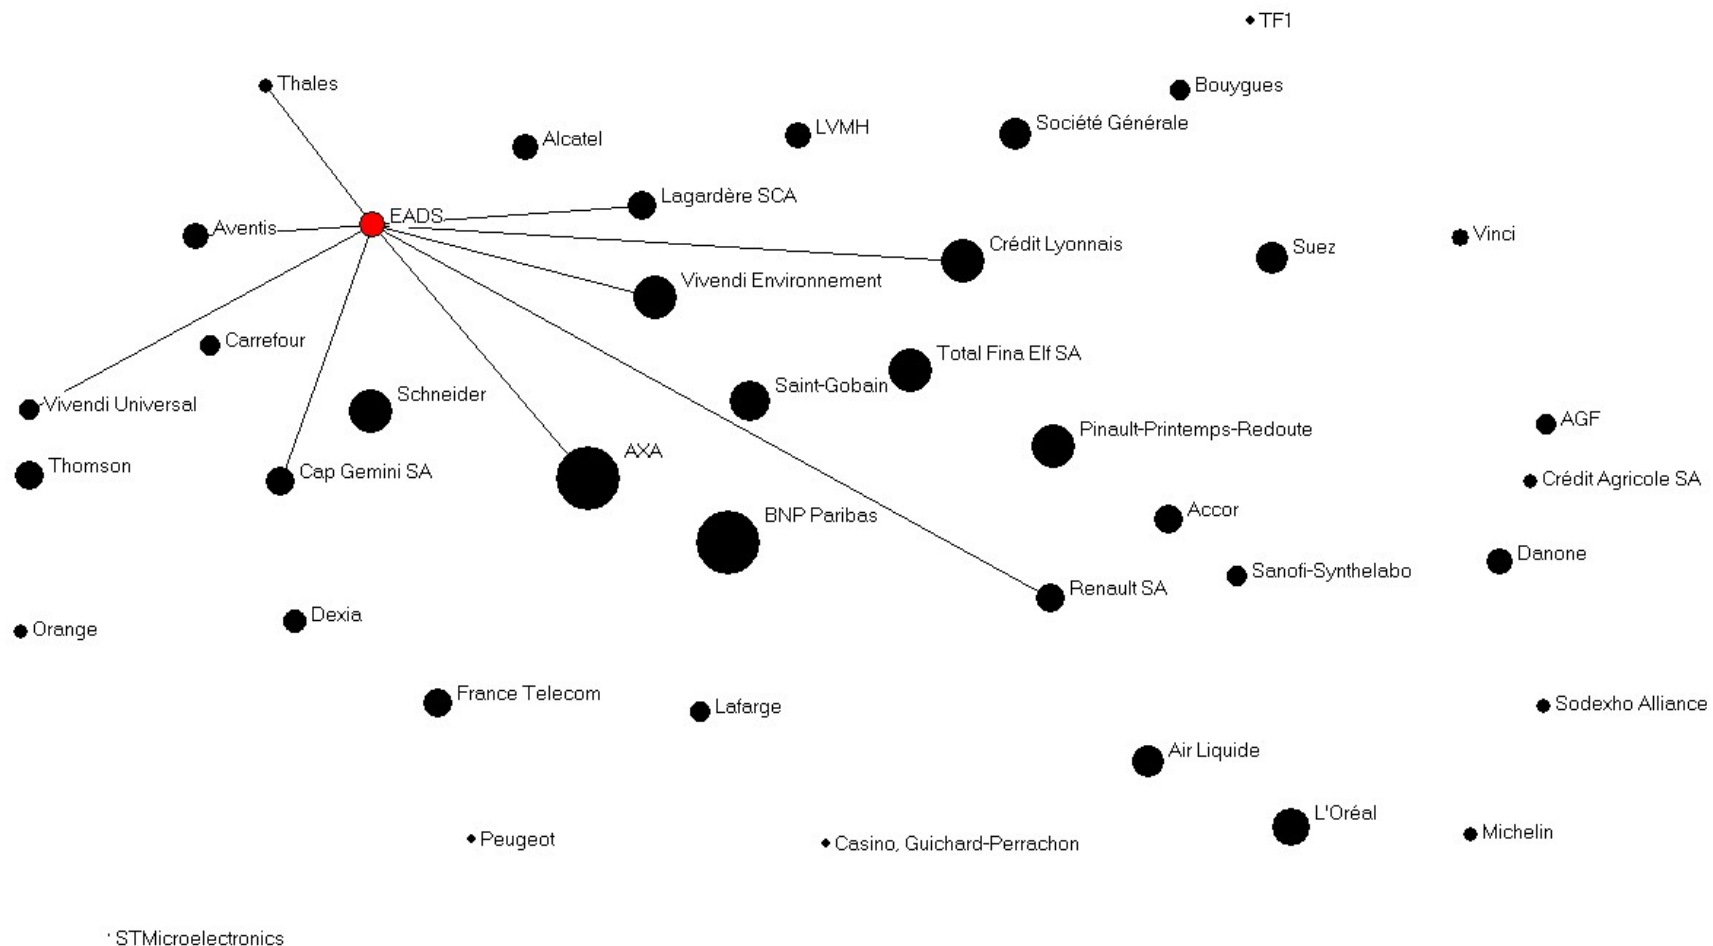 TF1
Thales
Bouygues
Alcatel
LVMH
Société Générale
Lagardère SCA
EADS
Aventis
Crédit Lyonnais
Suez
Vinci
Vivendi Environnement
Carrefour
Total Fina Elf SA
Saint-Gobain
Schneider
Vivendi Universal
AGF
Pinault-Printemps-Redoute
AXA
Thomson
Cap Gemini SA
Crédit Agricole SA
Accor
BNP Paribas
Danone
Sanofi-Synthelabo
Renault SA
Dexia
Orange
France Telecom
Lafarge
Sodexho Alliance
Air Liquide
L'Oréal
Michelin
Peugeot
Casino, Guichard-Perrachon
STMicroelectronics